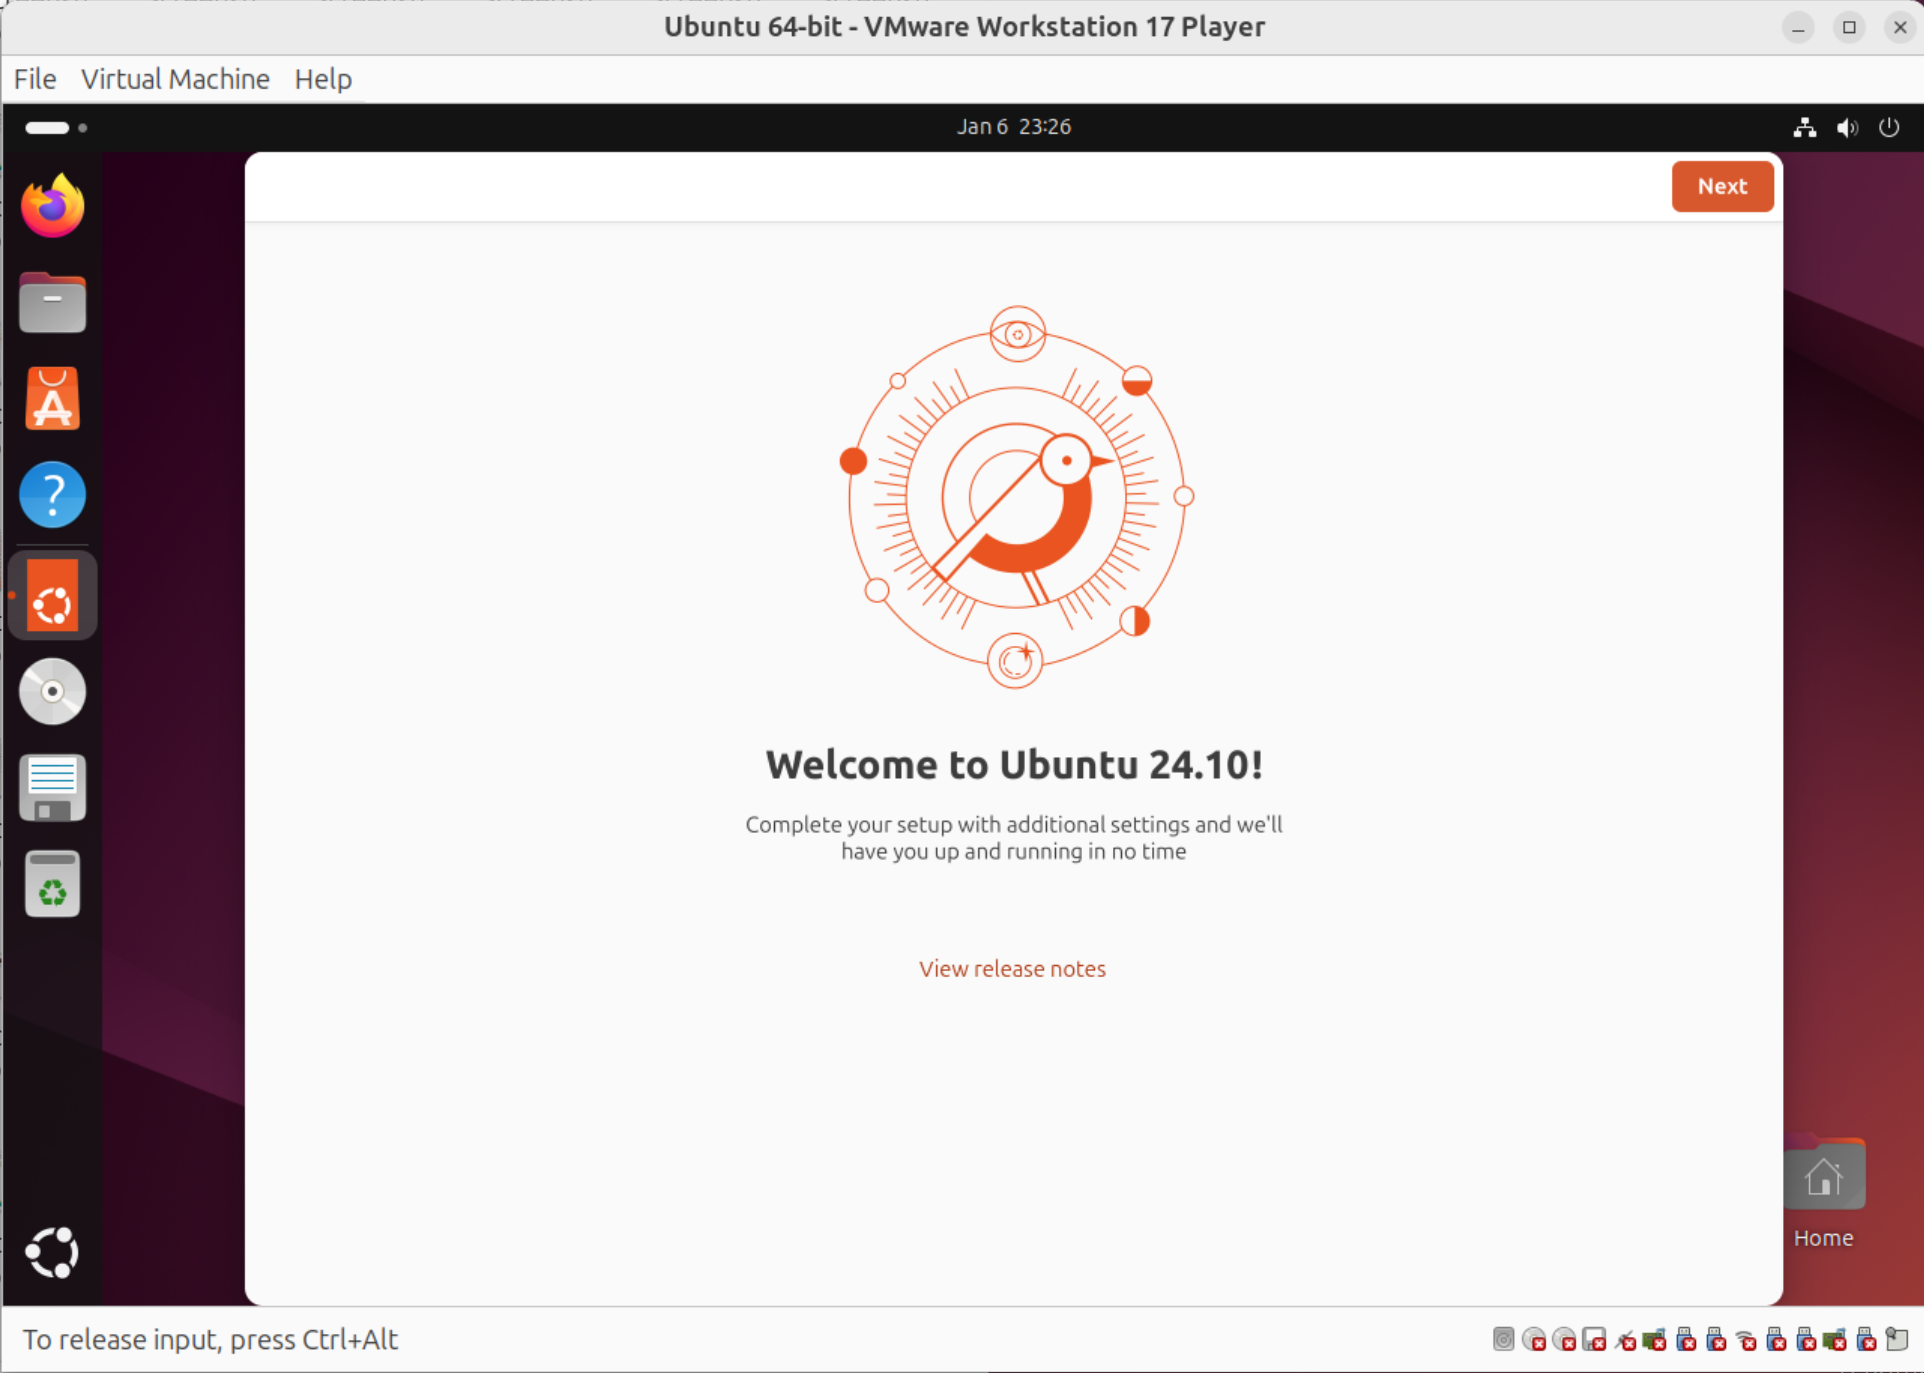 Ubuntu 64-bit - VMware Workstation 17 Player
File Virtual Machine Help
Jan 6 23:26
Next
Welcome to Ubuntu 24.10!
Complete your setup with additional settings and we'll
have you up and running in no time
View release notes
Home
To release input, press Ctrl+Alt